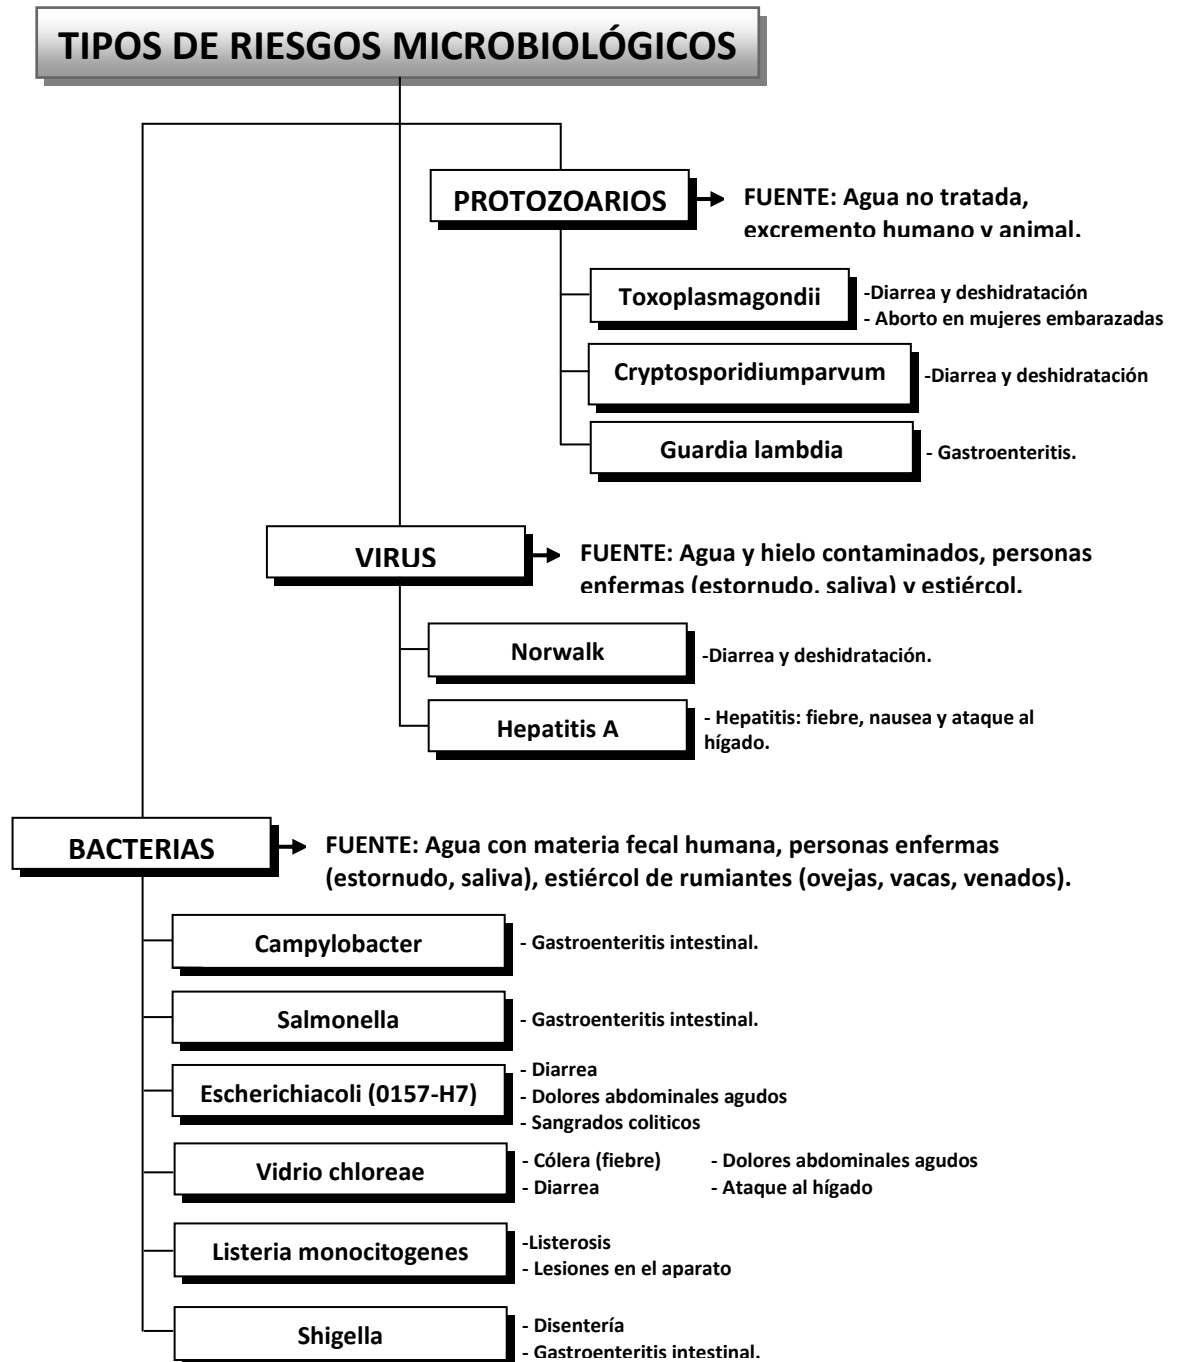 TIPOS DE RIESGOS MICROBIOLÓGICOS
PROTOZOARIOS
FUENTE: Agua no tratada,
excremento humano y animal.
Toxoplasmagondii
-Diarrea y deshidratación
- Aborto en mujeres embarazadas
Cryptosporidiumparvum
-Diarrea y deshidratación
Guardia lambdia
- Gastroenteritis.
VIRUS
FUENTE: Agua y hielo contaminados, personas
enfermas (estornudo, saliva) y estiércol.
Norwalk
-Diarrea y deshidratación.
Hepatitis A
- Hepatitis: fiebre, nausea y ataque al
hígado.
BACTERIAS
FUENTE: Agua con materia fecal humana, personas enfermas
(estornudo, saliva), estiércol de rumiantes (ovejas, vacas, venados).
Campylobacter
- Gastroenteritis intestinal.
Salmonella
- Gastroenteritis intestinal.
Escherichiacoli (0157-H7)
- Diarrea
- Dolores abdominales agudos
- Sangrados coliticos
Vidrio chloreae
- Cólera (fiebre) - Dolores abdominales agudos
- Diarrea - Ataque al hígado
Listeria monocitogenes
-Listerosis
- Lesiones en el aparato
Shigella
- Disentería
- Gastroenteritis intestinal.